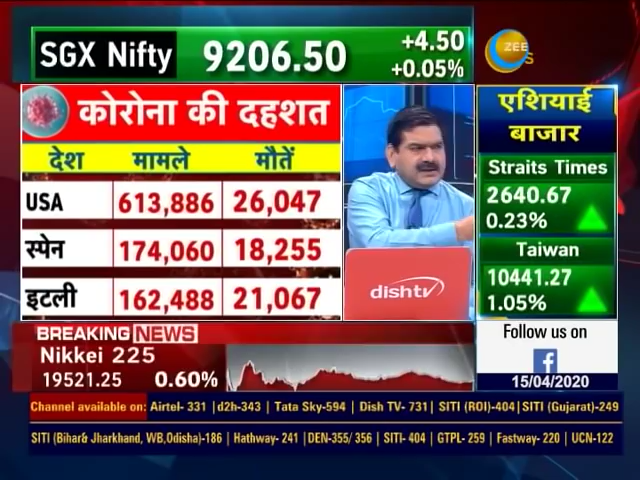 SGX Nifty 9206.50 +4.50
+0.05%
ZEE
कोरोना की दहशत
देश मामले मौतें
USA 613,886 26,047
स्पेन 174,060 18,255
इटली 162,488 21,067
dishtv
एशियाई
बाजार
Straits Times
2640.67
0.23%
Taiwan
10441.27
1.05%
BREAKING NEWS
Nikkei 225
19521.25 0.60%
Follow us on
f
15/04/2020
Channel available on: Airtel- 331 |d2h-343 | Tata Sky-594 | Dish TV- 731| SITI (ROI)-404|SITI (Gujarat)-249
SITI (Bihar& Jharkhand, WB,Odisha)-186 | Hathway- 241 |DEN-355/ 356 | SITI- 404 | GTPL- 259 | Fastway- 220 | UCN-122